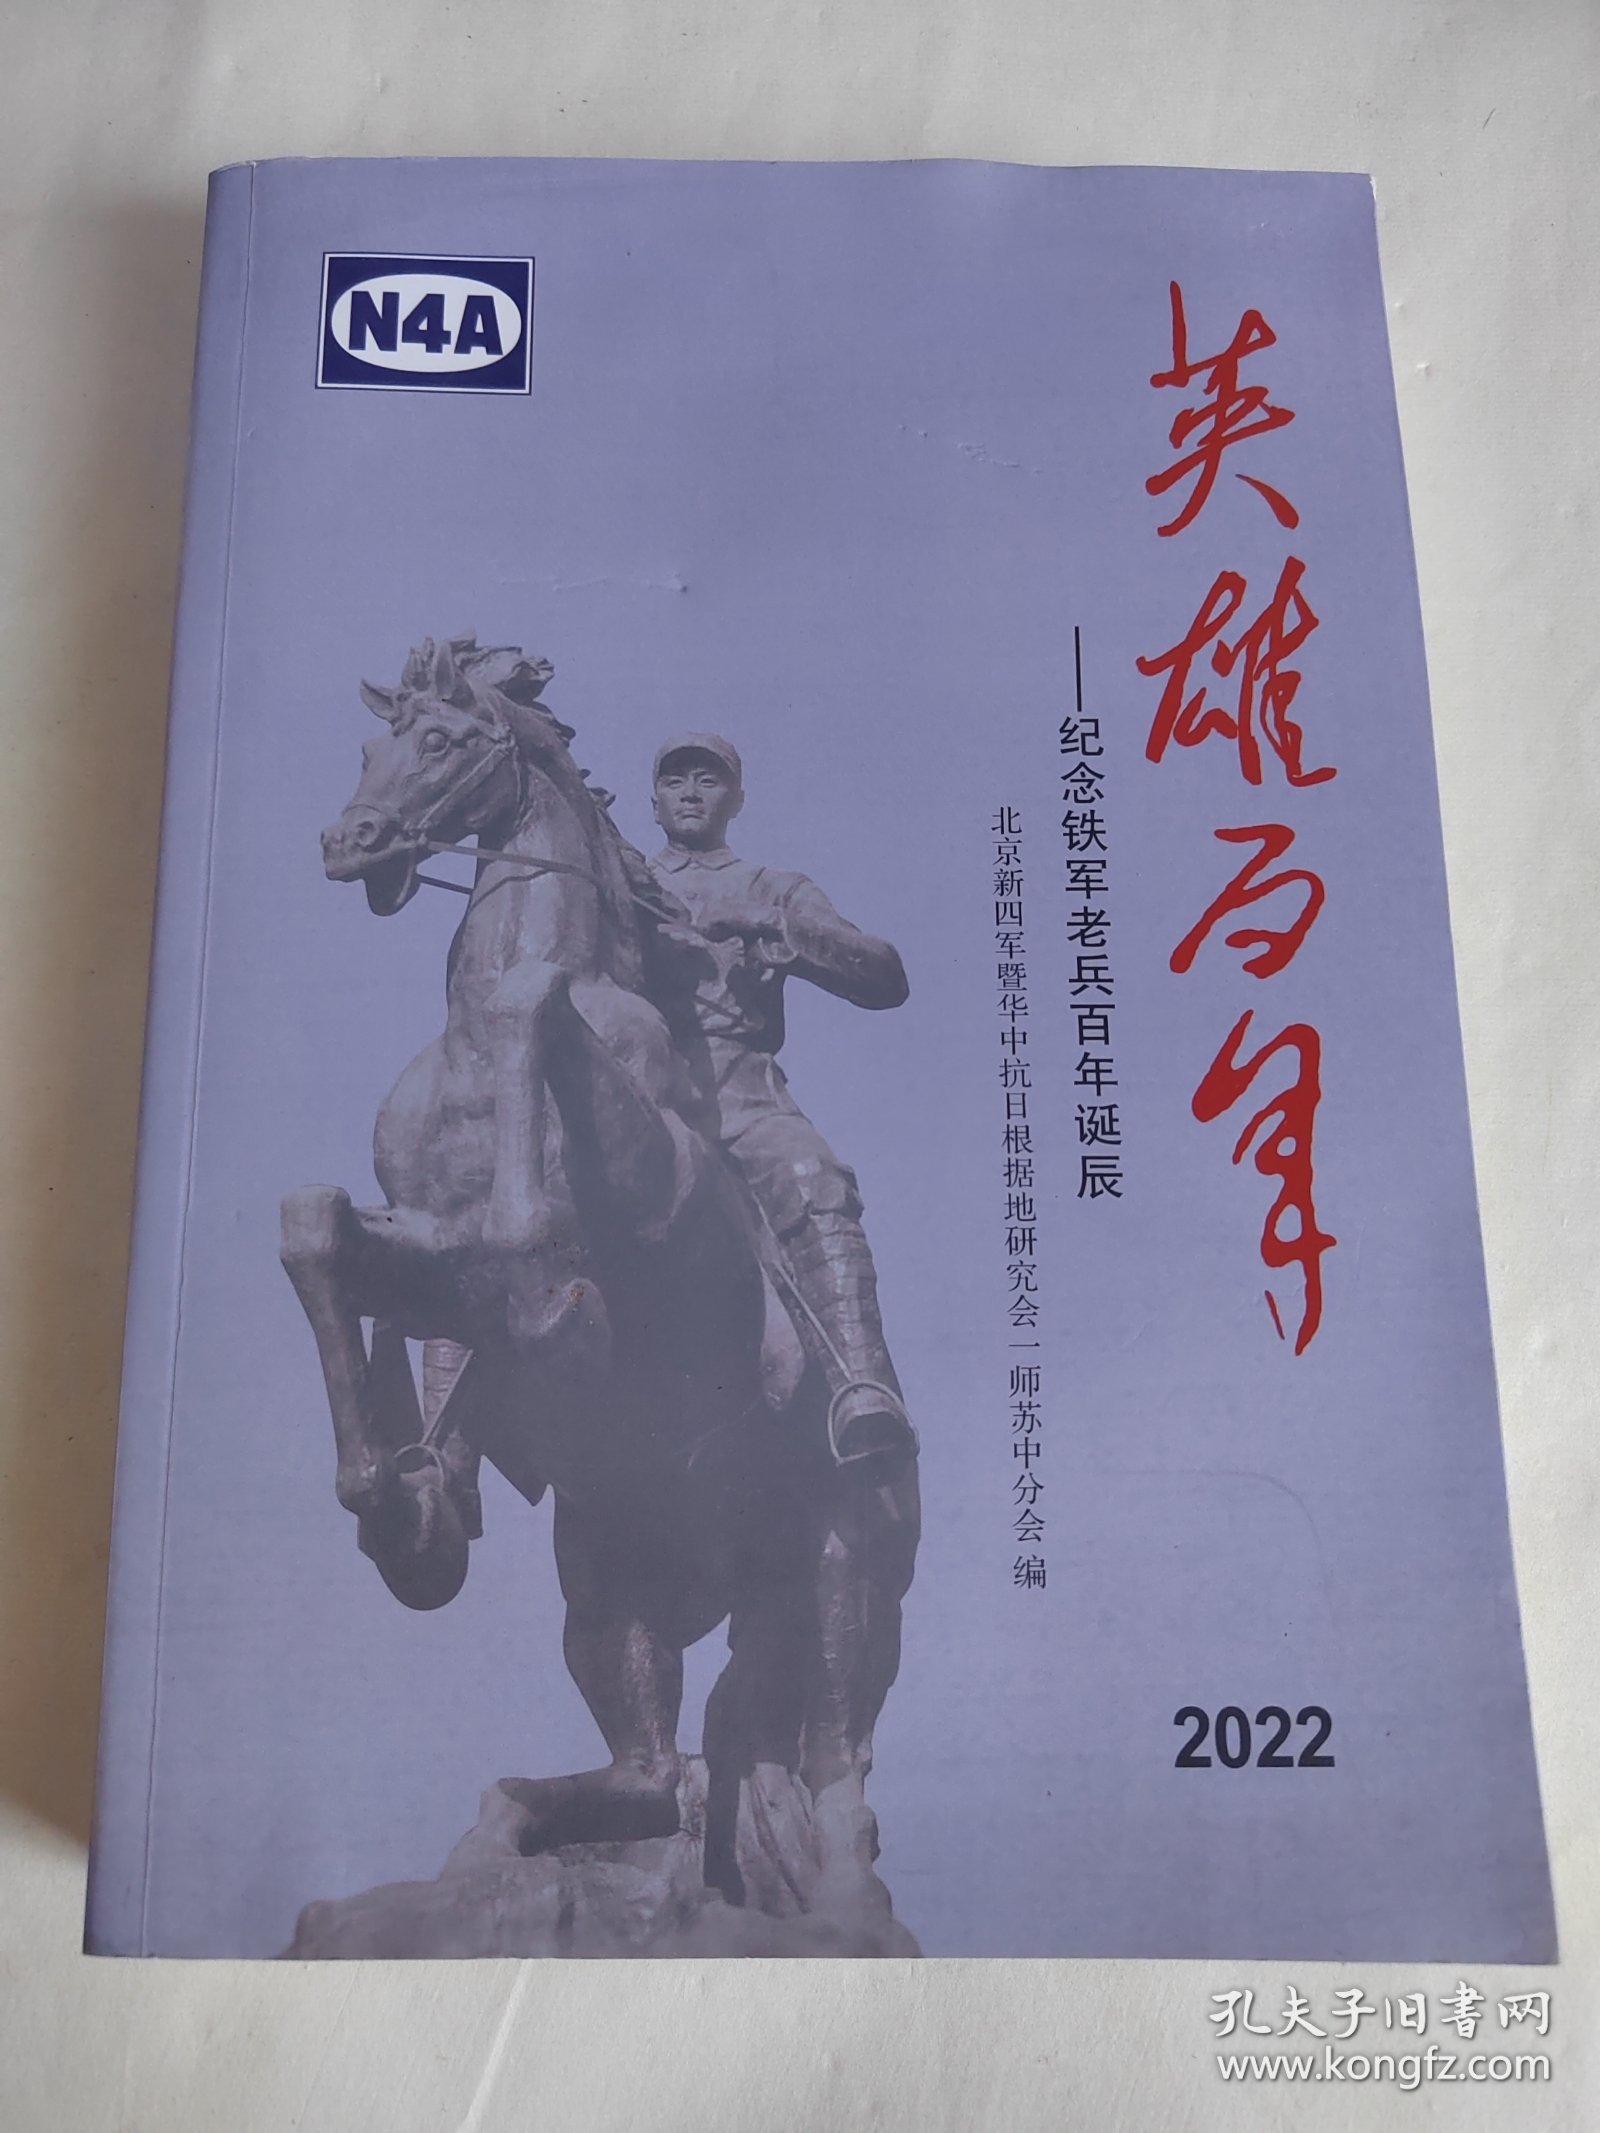 N4A
英雄百年
——纪念铁军老兵百年诞辰
北京新四军暨华中抗日根据地研究会一师苏中分会 编
2022
孔夫子旧书网
www.kongfz.com